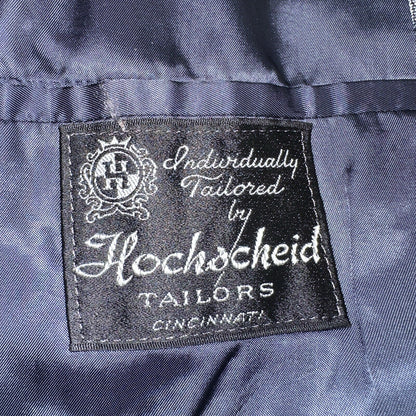 Individually
Tailored
by
Hochscheid
TAILORS
CINCINNATI